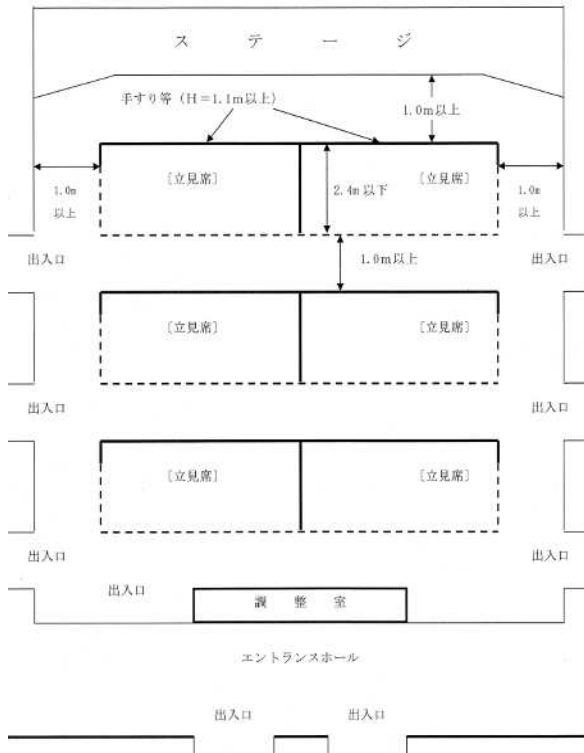 ステージ
手すり等（H＝1.1m以上）
1.0m以上
1.0m
以上
［立見席］
2.4m以下
［立見席］
1.0m
以上
出入口
1.0m以上
出入口
［立見席］
［立見席］
出入口
出入口
［立見席］
［立見席］
出入口
出入口
出入口
調整室
エントランスホール
出入口
出入口